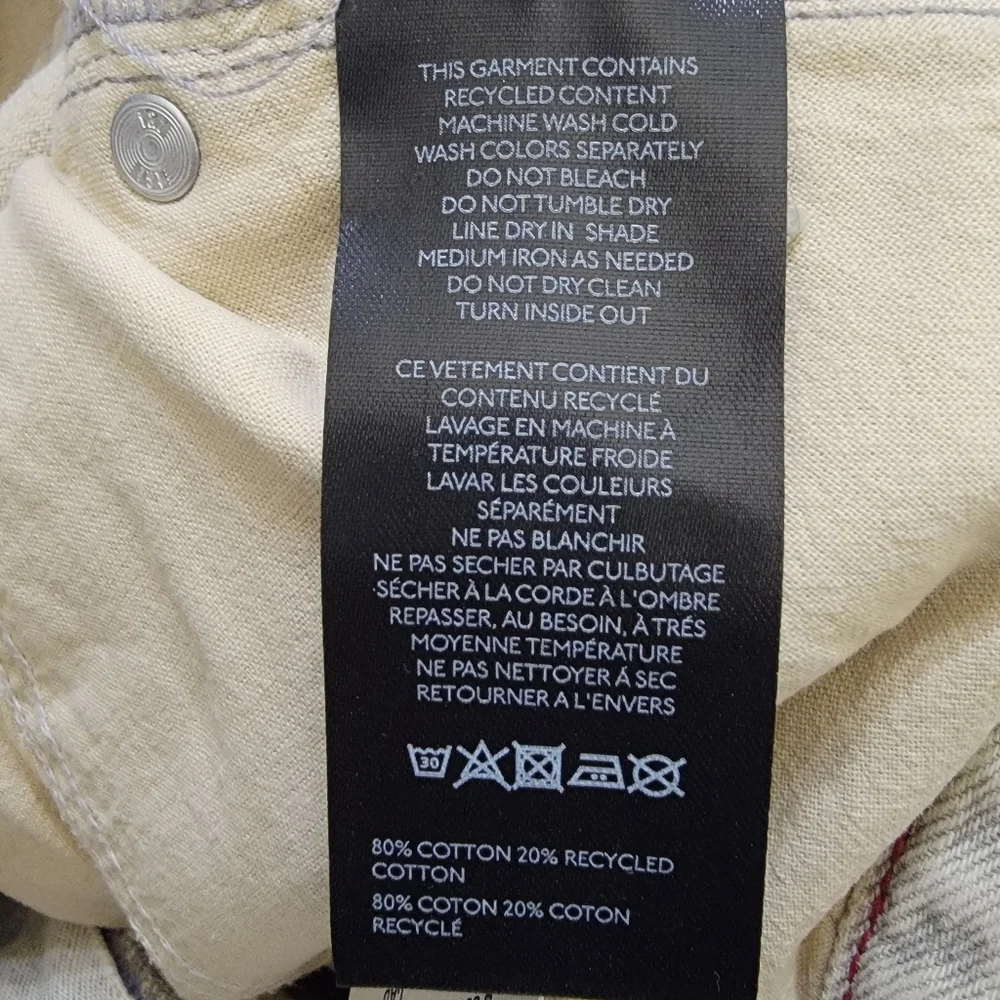 THIS GARMENT CONTAINS
RECYCLED CONTENT
MACHINE WASH COLD
WASH COLORS SEPARATELY
DO NOT BLEACH
DO NOT TUMBLE DRY
LINE DRY IN SHADE
MEDIUM IRON AS NEEDED
DO NOT DRY CLEAN
TURN INSIDE OUT
CE VETEMENT CONTIENT DU
CONTENU RECYCLÉ
LAVAGE EN MACHINE À
TEMPÉRATURE FROIDE
LAVAR LES COULEIURS
SÉPARÉMENT
NE PAS BLANCHIR
NE PAS SECHER PAR CULBUTAGE
SÉCHER À LA CORDE À L'OMBRE
REPASSER, AU BESOIN, À TRÉS
MOYENNE TEMPÉRATURE
NE PAS NETTOYER Á SEC
RETOURNER A L'ENVERS
30
80% COTTON 20% RECYCLED
COTTON
80% COTON 20% COTON
RECYCLÉ